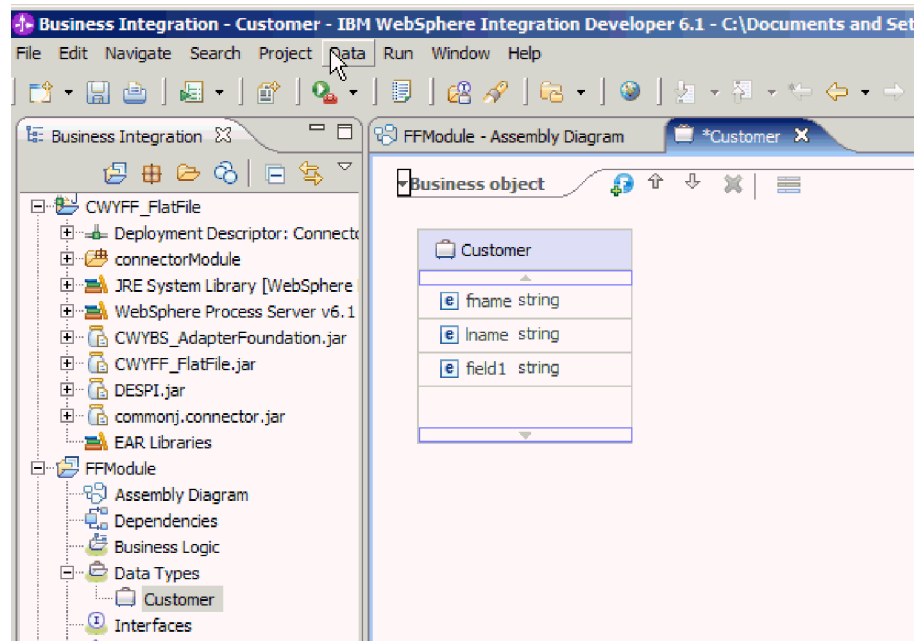 Business Integration - Customer - IBM WebSphere Integration Developer 6.1 - C:\Documents and Set
File Edit Navigate Search Project Data Run Window Help
Business Integration
FFModule - Assembly Diagram
*Customer
Business object
CWYFF_FlatFile
Deployment Descriptor: Connecto
connectorModule
JRE System Library [WebSphere
WebSphere Process Server v6.1
CWYBS_AdapterFoundation.jar
CWYFF_FlatFile.jar
DESPI.jar
commonj.connector.jar
EAR Libraries
FFModule
Assembly Diagram
Dependencies
Business Logic
Data Types
Customer
Interfaces
Customer
e fname string
e lname string
e field1 string